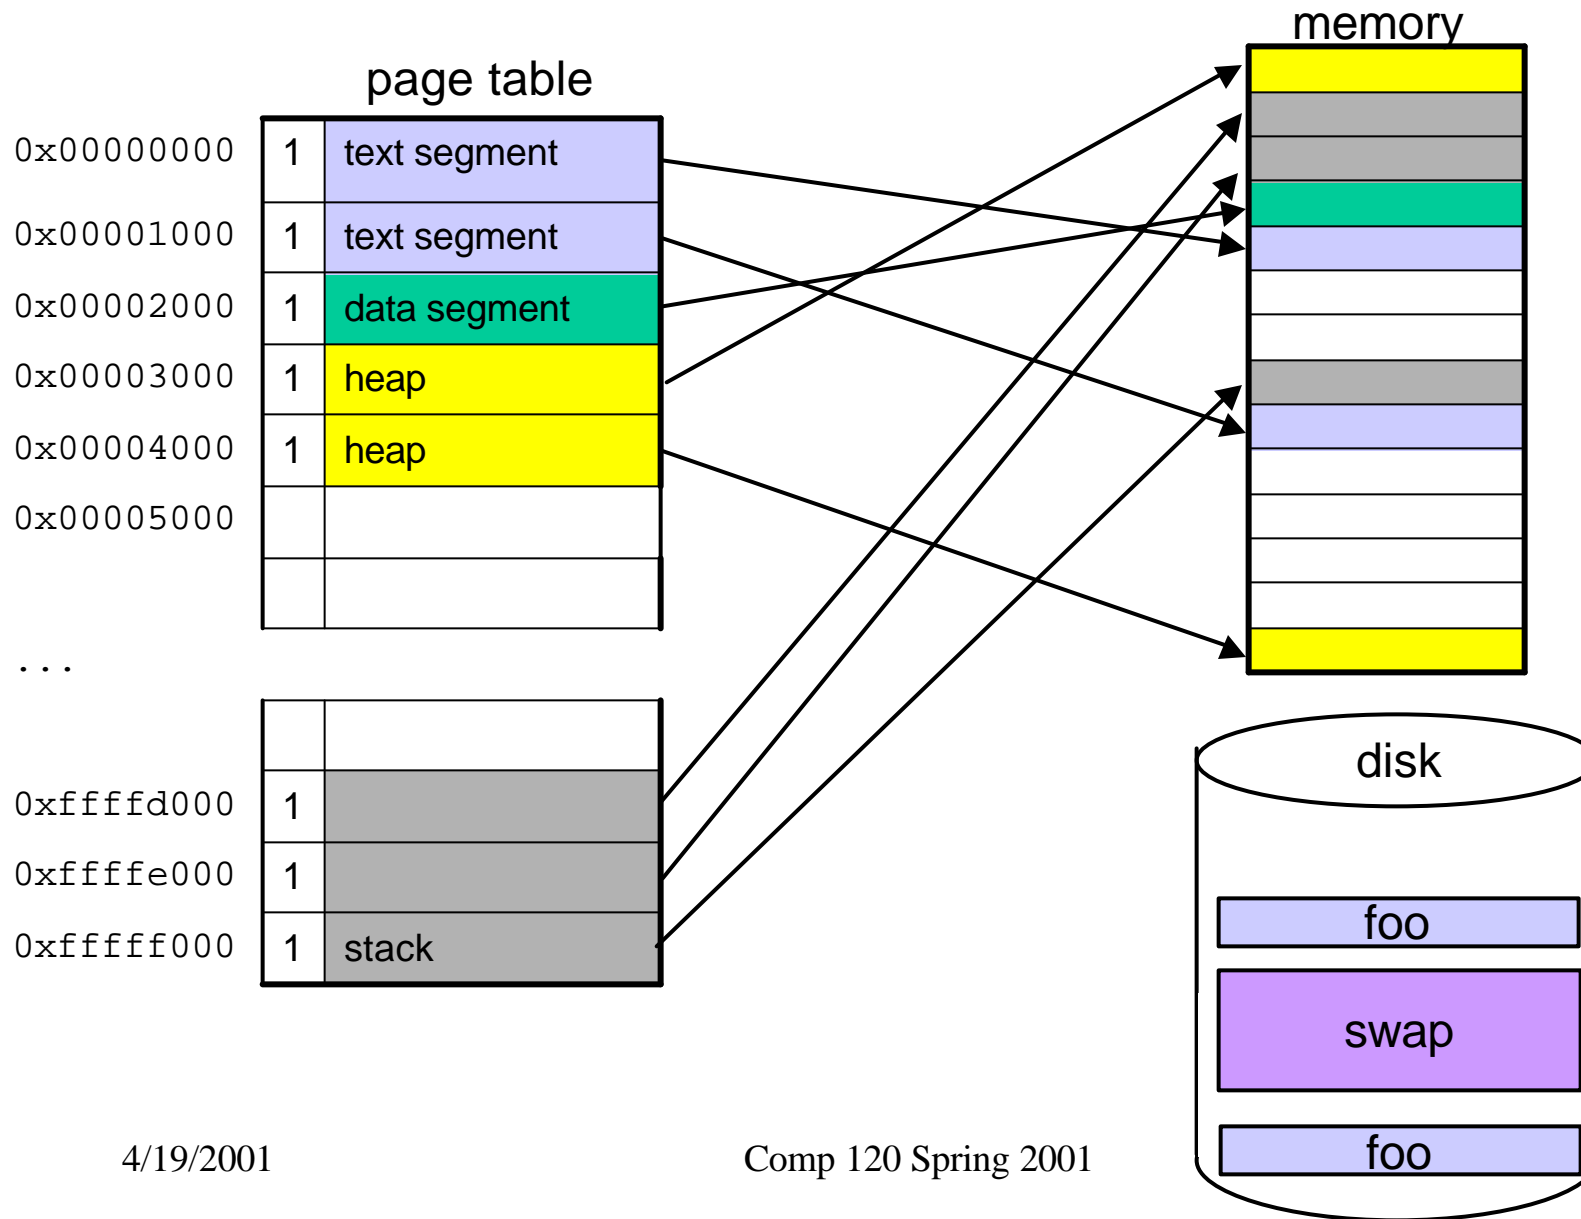 memory
page table
0x00000000 1 text segment
0x00001000 1 text segment
0x00002000 1 data segment
0x00003000 1 heap
0x00004000 1 heap
0x00005000
...
0xffffd000 1
0xffffe000 1
0xfffff000 1 stack
disk
foo
swap
foo
4/19/2001 Comp 120 Spring 2001